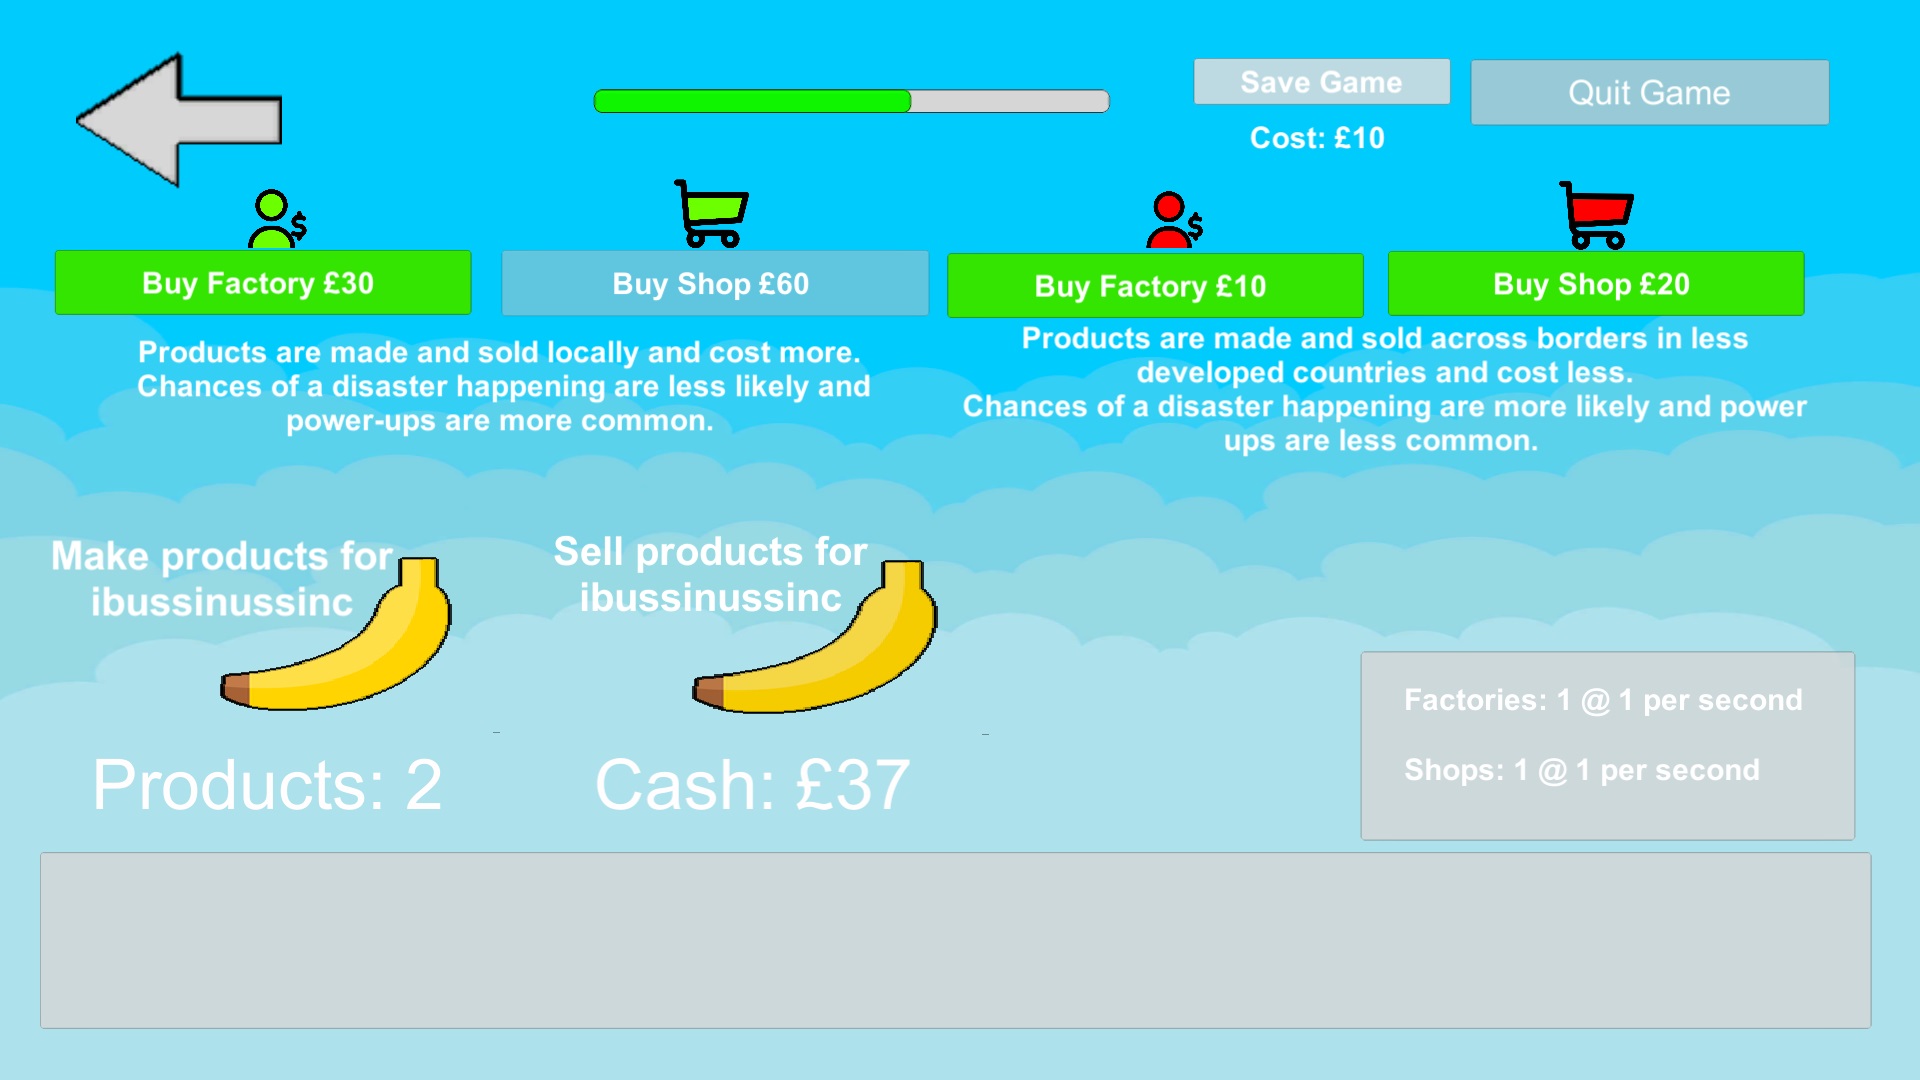 Save Game
Quit Game
Cost: £10
$
$
Buy Factory £30
Buy Shop £60
Buy Factory £10
Buy Shop £20
Products are made and sold locally and cost more.
Chances of a disaster happening are less likely and
power-ups are more common.
Products are made and sold across borders in less
developed countries and cost less.
Chances of a disaster happening are more likely and power
ups are less common.
Make products for
ibussinussinc
Sell products for
ibussinussinc
Factories: 1 @ 1 per second
Shops: 1 @ 1 per second
Products: 2
Cash: £37